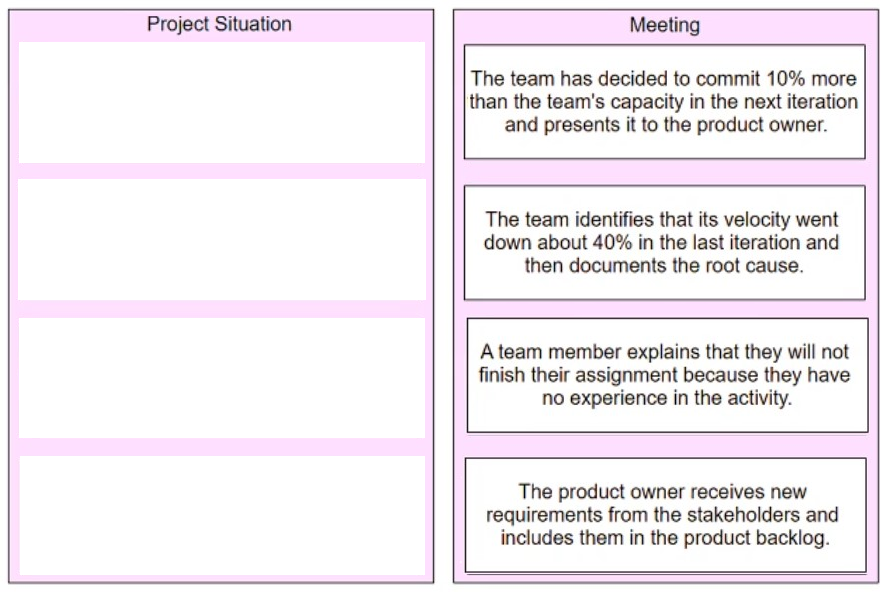 Project Situation
Meeting
The team has decided to commit 10% more
than the team's capacity in the next iteration
and presents it to the product owner.
The team identifies that its velocity went
down about 40% in the last iteration and
then documents the root cause.
A team member explains that they will not
finish their assignment because they have
no experience in the activity.
The product owner receives new
requirements from the stakeholders and
includes them in the product backlog.